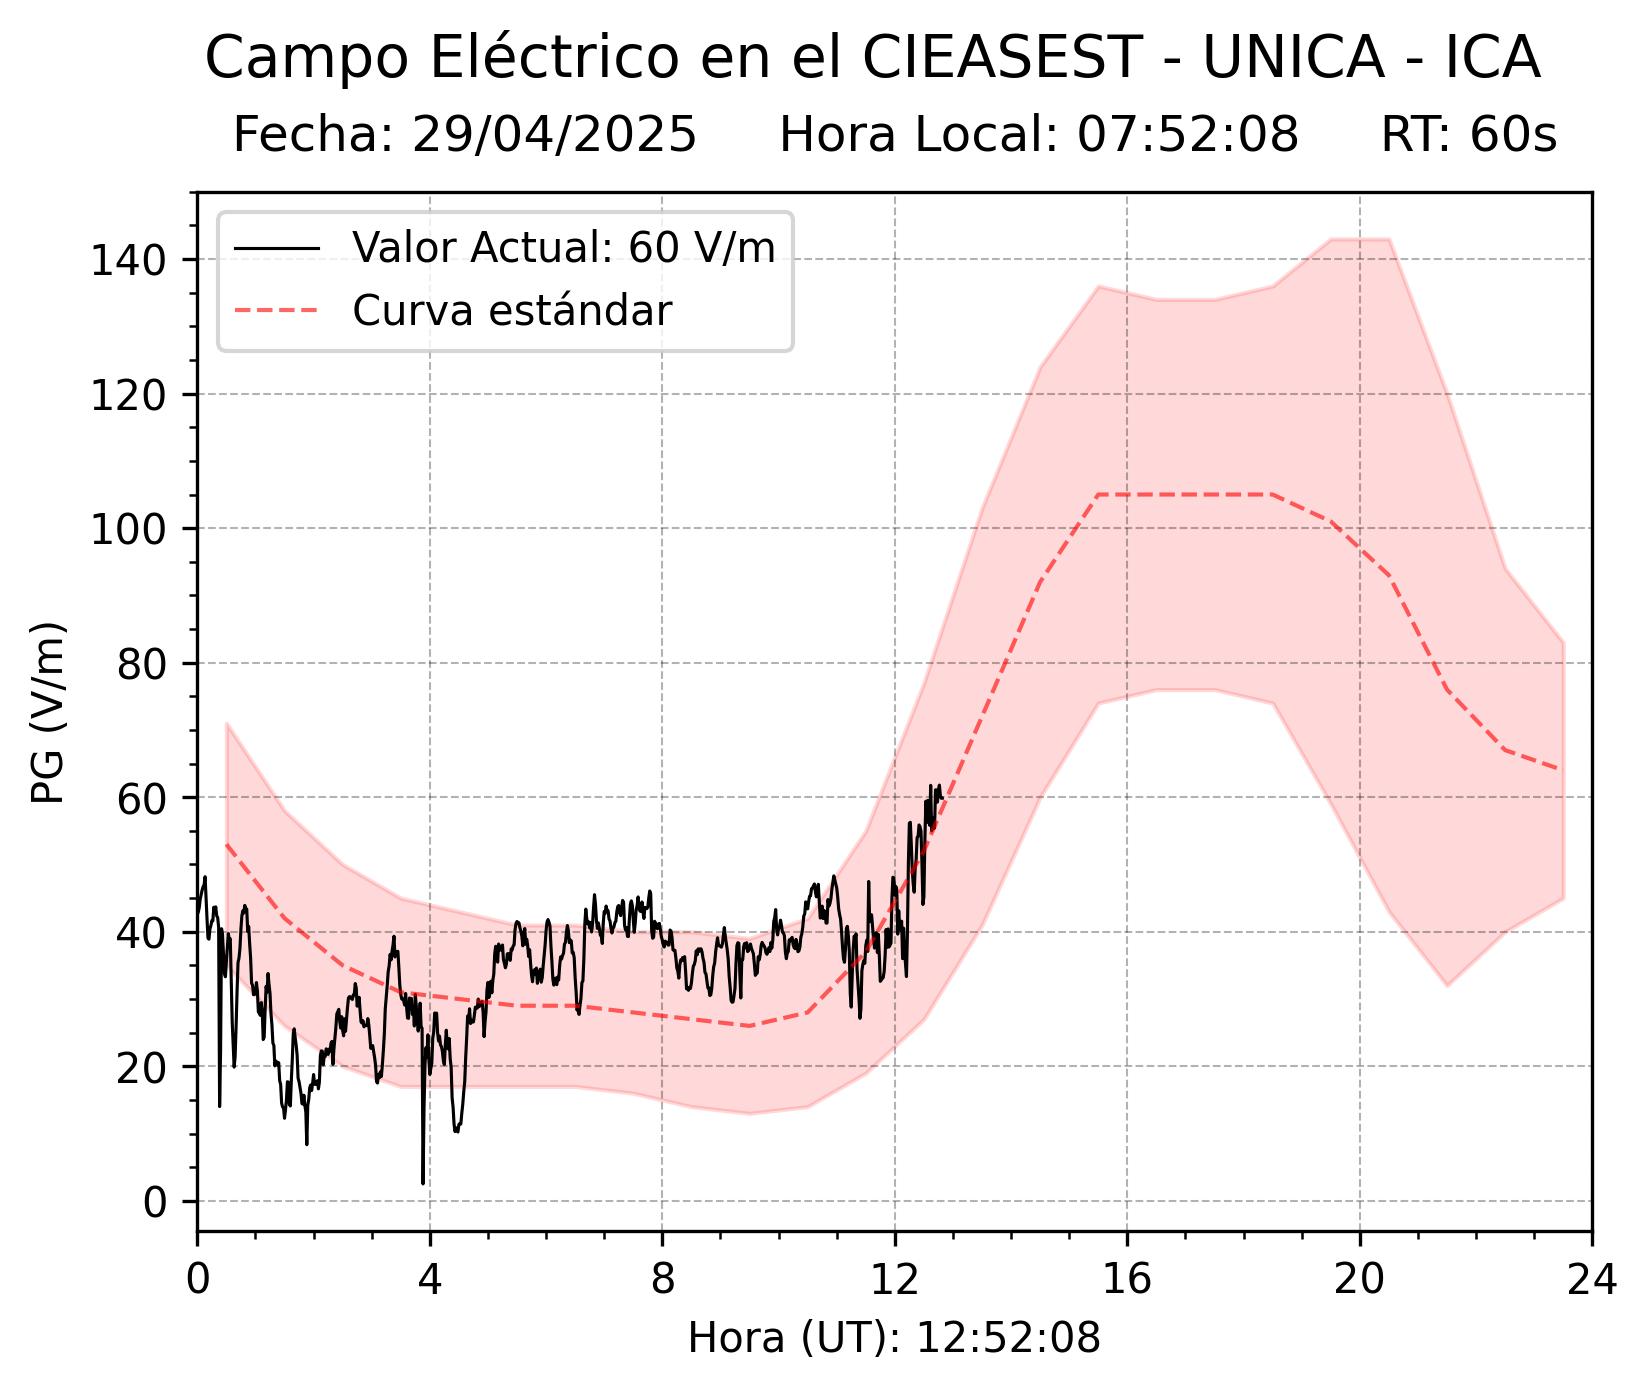 Campo Eléctrico en el CIEASEST - UNICA - ICA
Fecha: 29/04/2025 Hora Local: 07:52:08 RT: 60s
Valor Actual: 60 V/m
Curva estándar
140
120
100
80
60
40
20
0
PG (V/m)
0 4 8 12 16 20 24
Hora (UT): 12:52:08